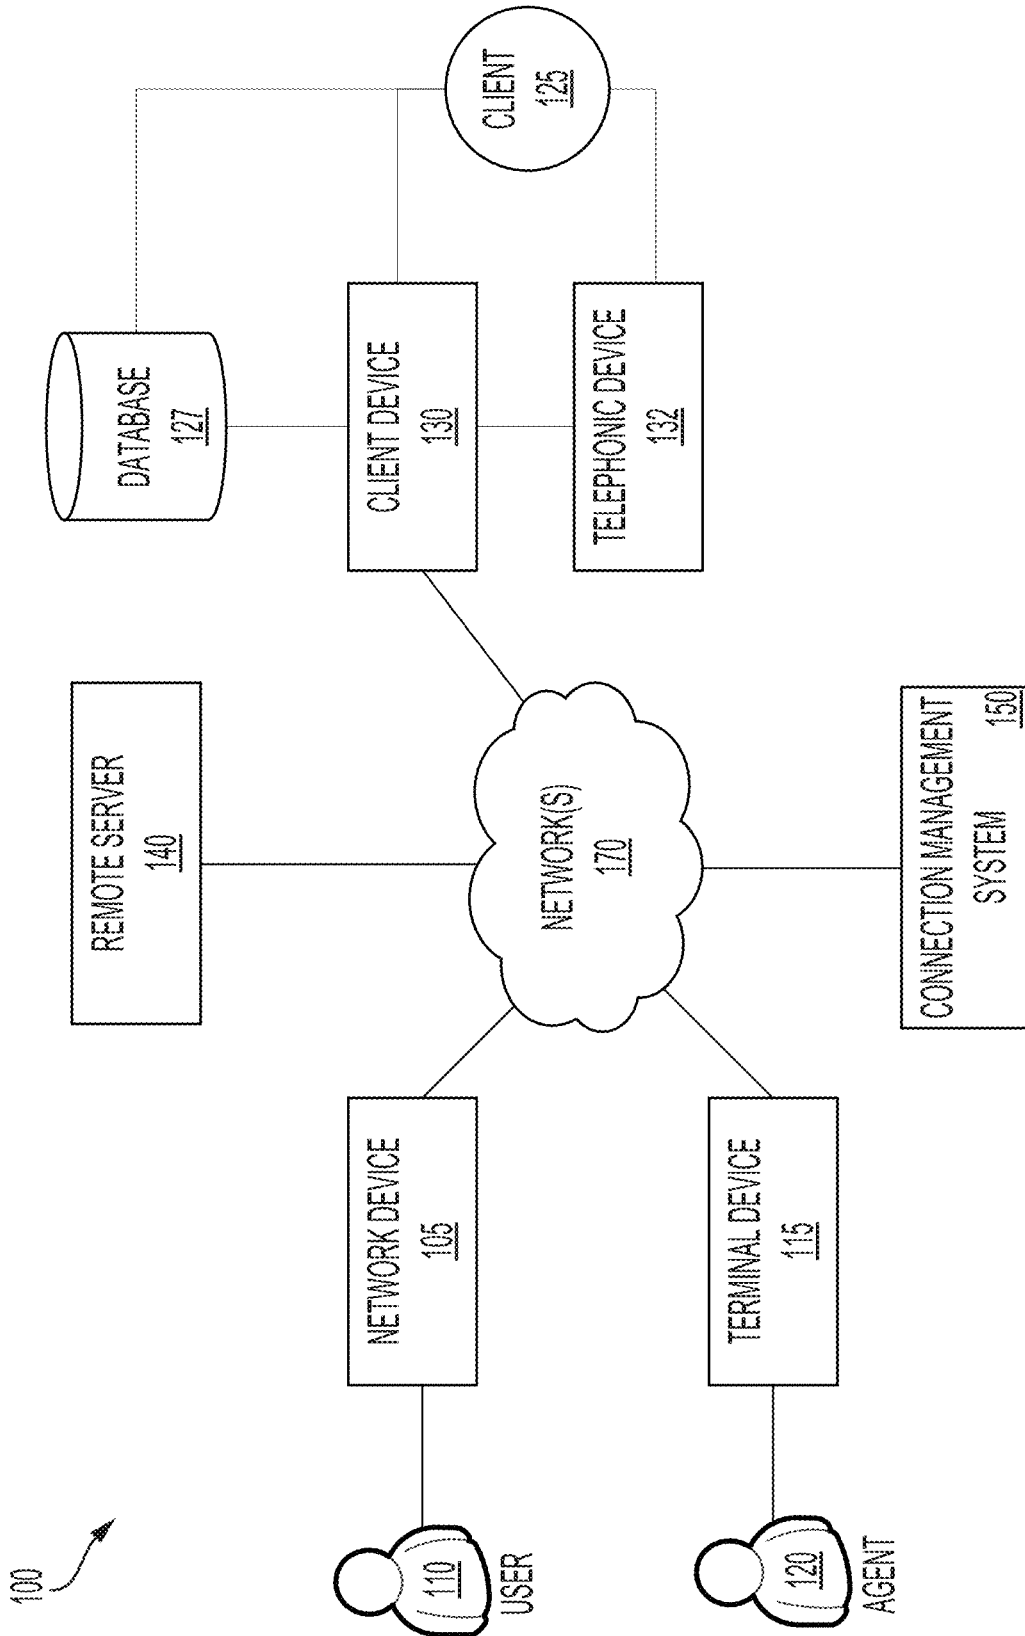 100
USER
110
AGENT
120
NETWORK DEVICE
105
TERMINAL DEVICE
115
REMOTE SERVER
140
NETWORK(S)
170
CONNECTION MANAGEMENT
SYSTEM
150
DATABASE
127
CLIENT DEVICE
130
TELEPHONIC DEVICE
132
CLIENT
125